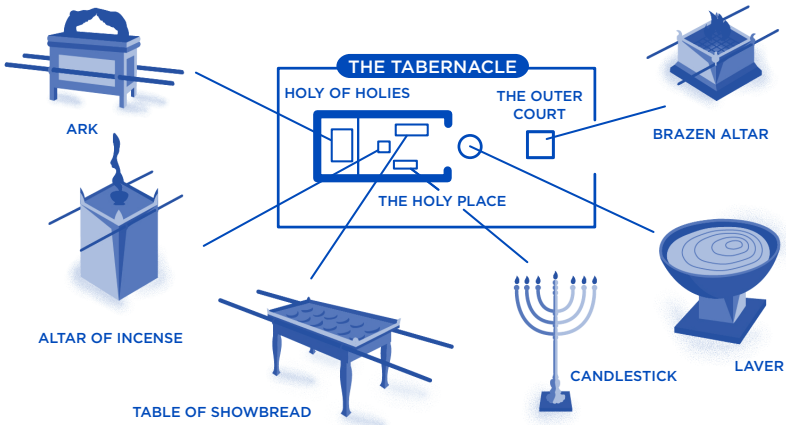 THE TABERNACLE
HOLY OF HOLIES
THE OUTER
COURT
ARK
BRAZEN ALTAR
THE HOLY PLACE
ALTAR OF INCENSE
LAVER
CANDLESTICK
TABLE OF SHOWBREAD